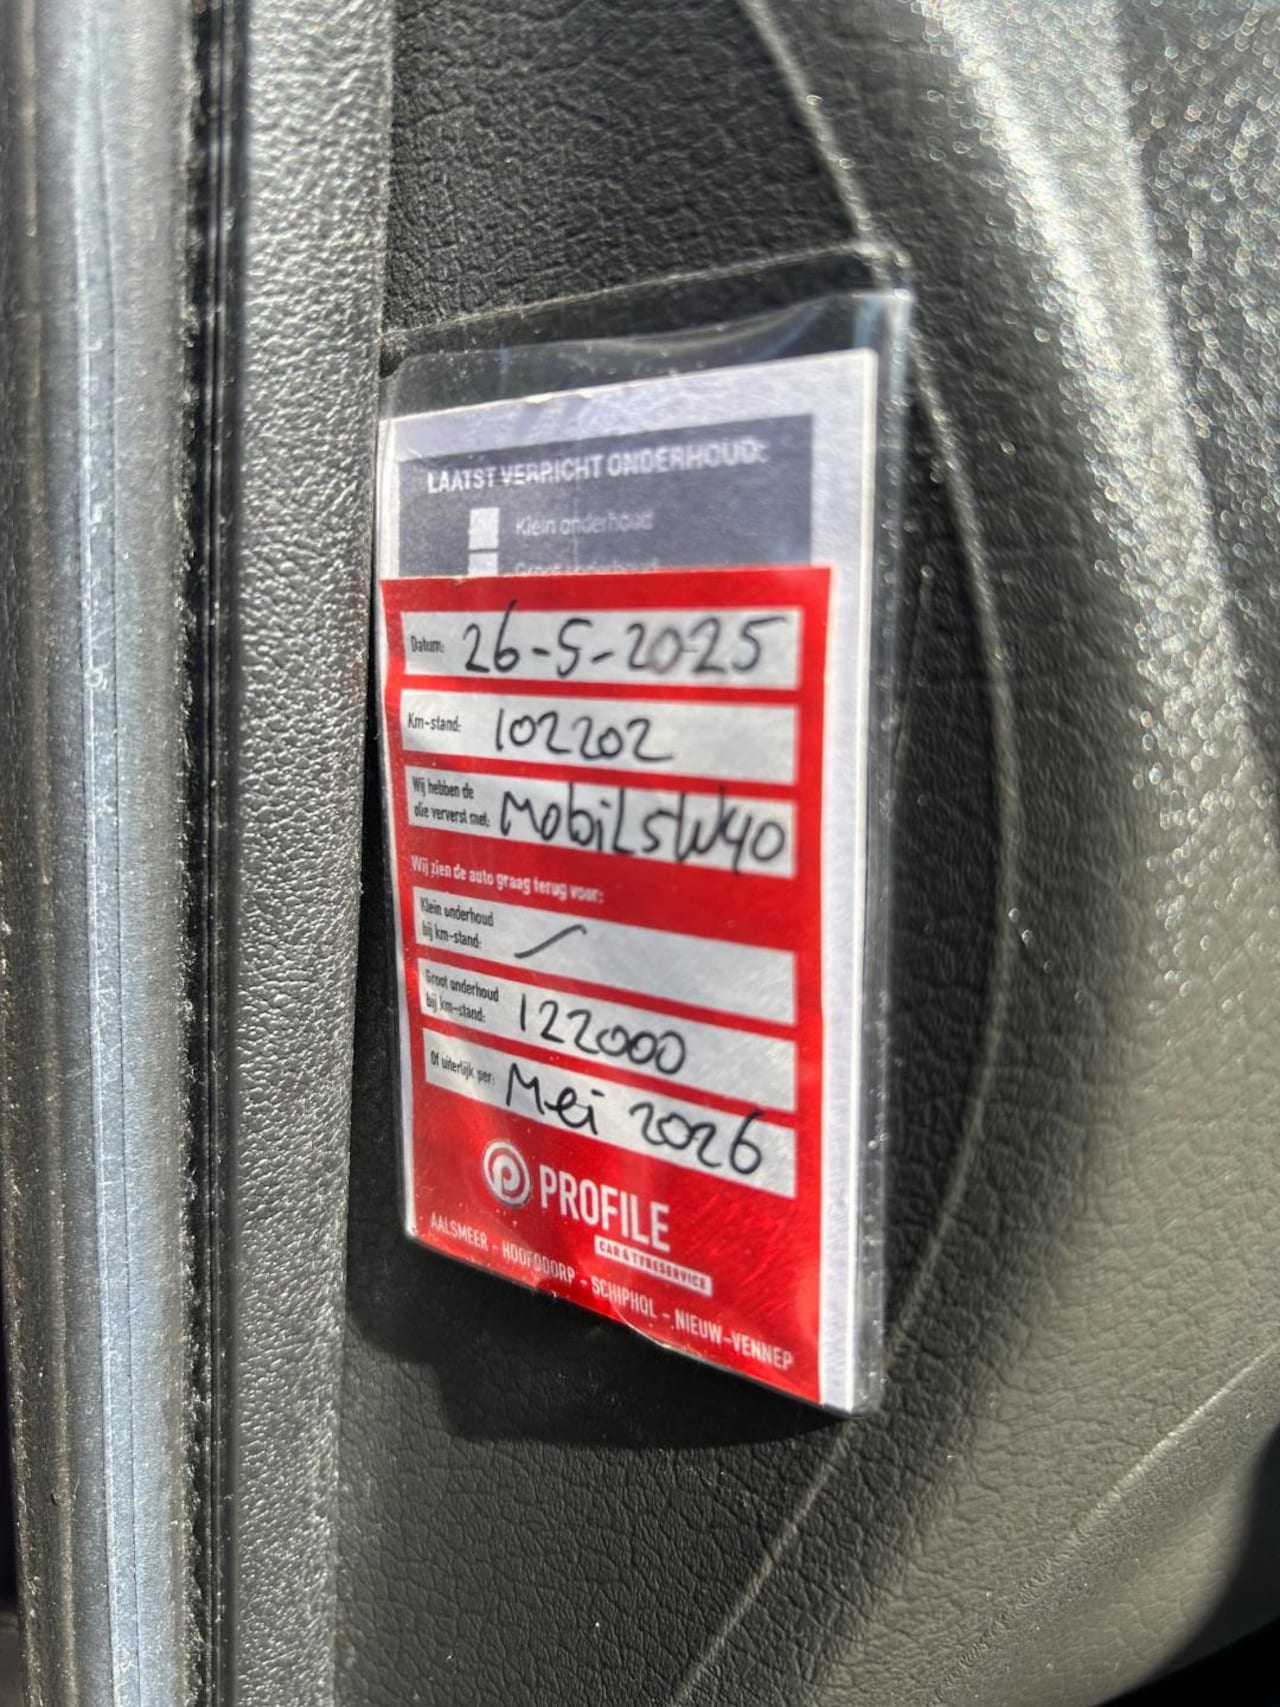 LAATST VERRICHT ONDERHOUD:
Klein onderhoud
Groot onderhoud
Datum: 26-5-2025
Km-stand: 102202
Wij hebben de
olie ververst met: Mobil 5W40
Wij zien de auto graag terug voor:
Klein onderhoud
bij km-stand: /
Groot onderhoud
bij km-stand: 122000
Of uiterlijk per: Mei 2026
PROFILE
CAR & TYRESERVICE
AALSMEER - HOOFDDORP - SCHIPHOL - NIEUW-VENNEP